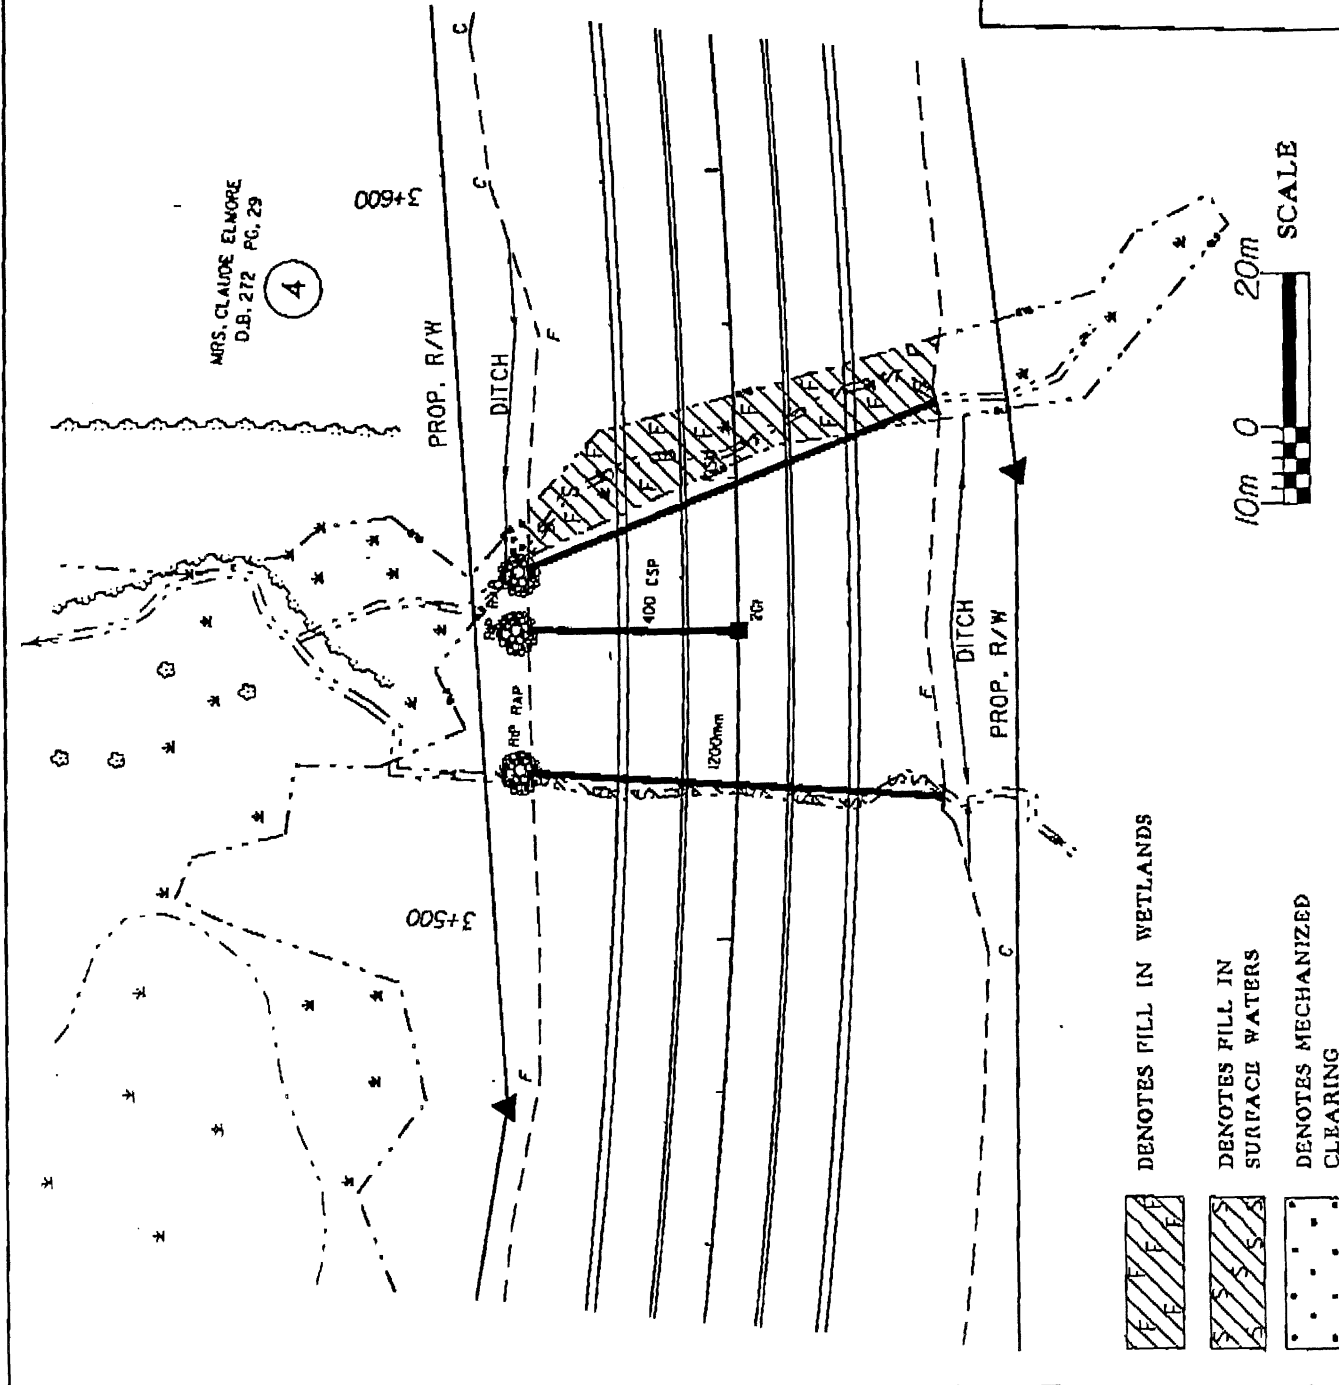 MRS. CLAUDE ELMORE
D.B. 272 PG. 29
4
3+600
3+500
PROP. R/W
DITCH
C
C
F
RIP RAP
RIP RAP
400 CSP
2GI
1200mm
F
F
DITCH
PROP. R/W
C
10m 0 20m
SCALE
DENOTES FILL IN WETLANDS
DENOTES FILL IN
SURFACE WATERS
DENOTES MECHANIZED
CLEARING